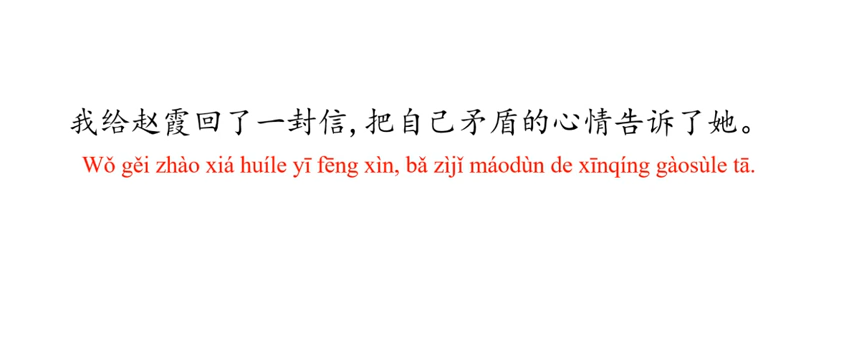 我给赵霞回了一封信,把自己矛盾的心情告诉了她。
Wǒ gěi zhào xiá huíle yī fēng xìn, bǎ zìjǐ máodùn de xīnqíng gàosùle tā.